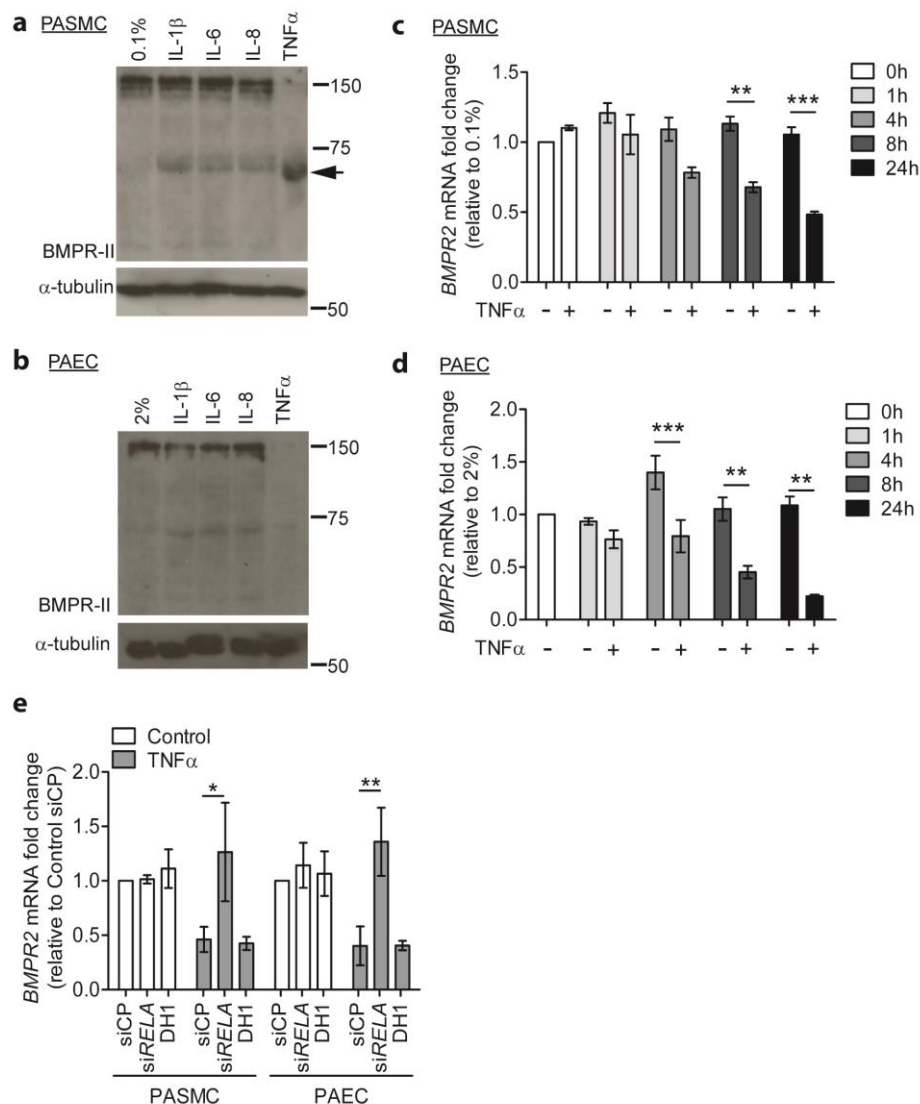 a PASMC
0.1%
IL-1β
IL-6
IL-8
TNFα
150
75
BMPR-II
α-tubulin
50
b PAEC
2%
IL-1β
IL-6
IL-8
TNFα
150
75
BMPR-II
α-tubulin
50
c PASMC
BMPR2 mRNA fold change
(relative to 0.1%)
1.5
1.0
0.5
0.0
**
***
0h
1h
4h
8h
24h
TNFα - + - + - + - + - +
d PAEC
BMPR2 mRNA fold change
(relative to 2%)
2.0
1.5
1.0
0.5
0.0
***
**
**
0h
1h
4h
8h
24h
TNFα - - + - + - + - +
e
Control
TNFα
BMPR2 mRNA fold change
(relative to Control siCP)
2.0
1.5
1.0
0.5
0.0
*
**
siCP
siRELA
DH1
siCP
siRELA
DH1
siCP
siRELA
DH1
siCP
siRELA
DH1
PASMC
PAEC